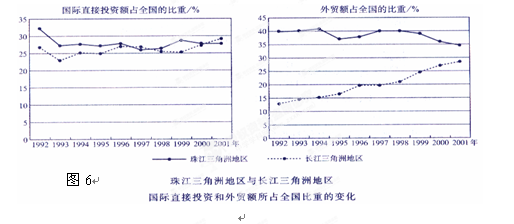 国际直接投资额占全国的比重/%
35
30
25
20
15
10
5
0
1992 1993 1994 1995 1996 1997 1998 1999 2000 2001年
外贸额占全国的比重/%
45
40
35
30
25
20
15
10
5
0
1992 1993 1994 1995 1996 1997 1998 1999 2000 2001年
珠江三角洲地区 长江三角洲地区
图6
珠江三角洲地区与长江三角洲地区
国际直接投资和外贸额所占全国比重的变化